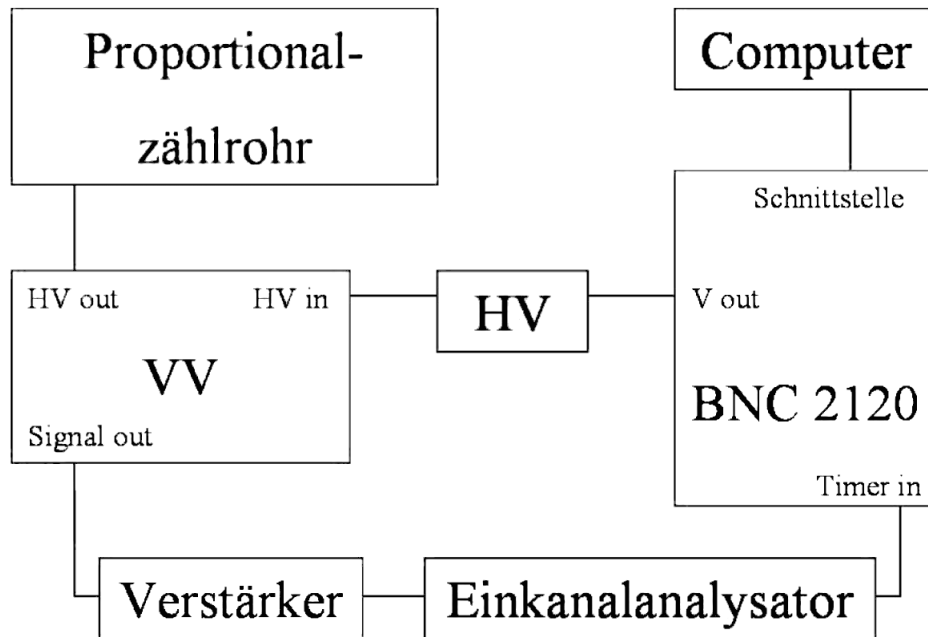 Proportional-
zählrohr
Computer
Schnittstelle
HV out
HV in
HV
V out
VV
BNC 2120
Signal out
Timer in
Verstärker
Einkanalanalysator